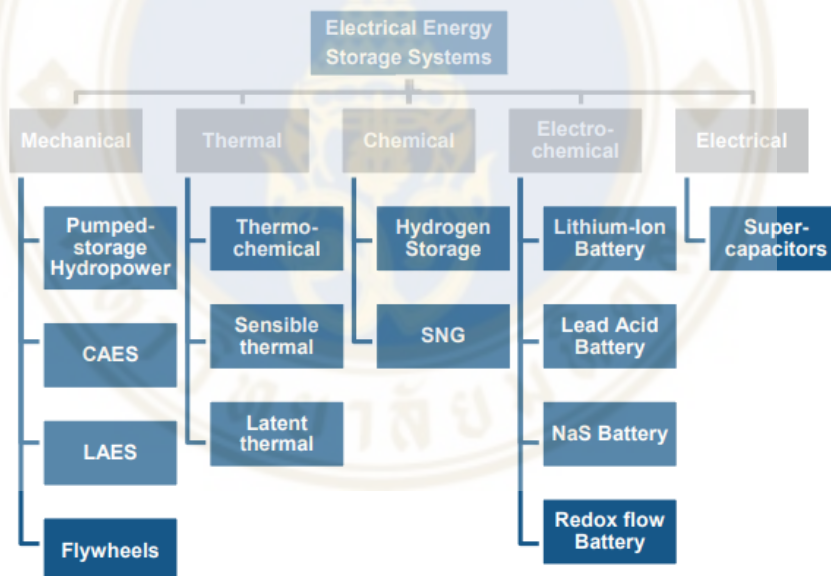 Electrical Energy
Storage Systems
Mechanical
Thermal
Chemical
Electro-
chemical
Electrical
Pumped-
storage
Hydropower
CAES
LAES
Flywheels
Thermo-
chemical
Sensible
thermal
Latent
thermal
Hydrogen
Storage
SNG
Lithium-Ion
Battery
Lead Acid
Battery
NaS Battery
Redox flow
Battery
Super-
capacitors